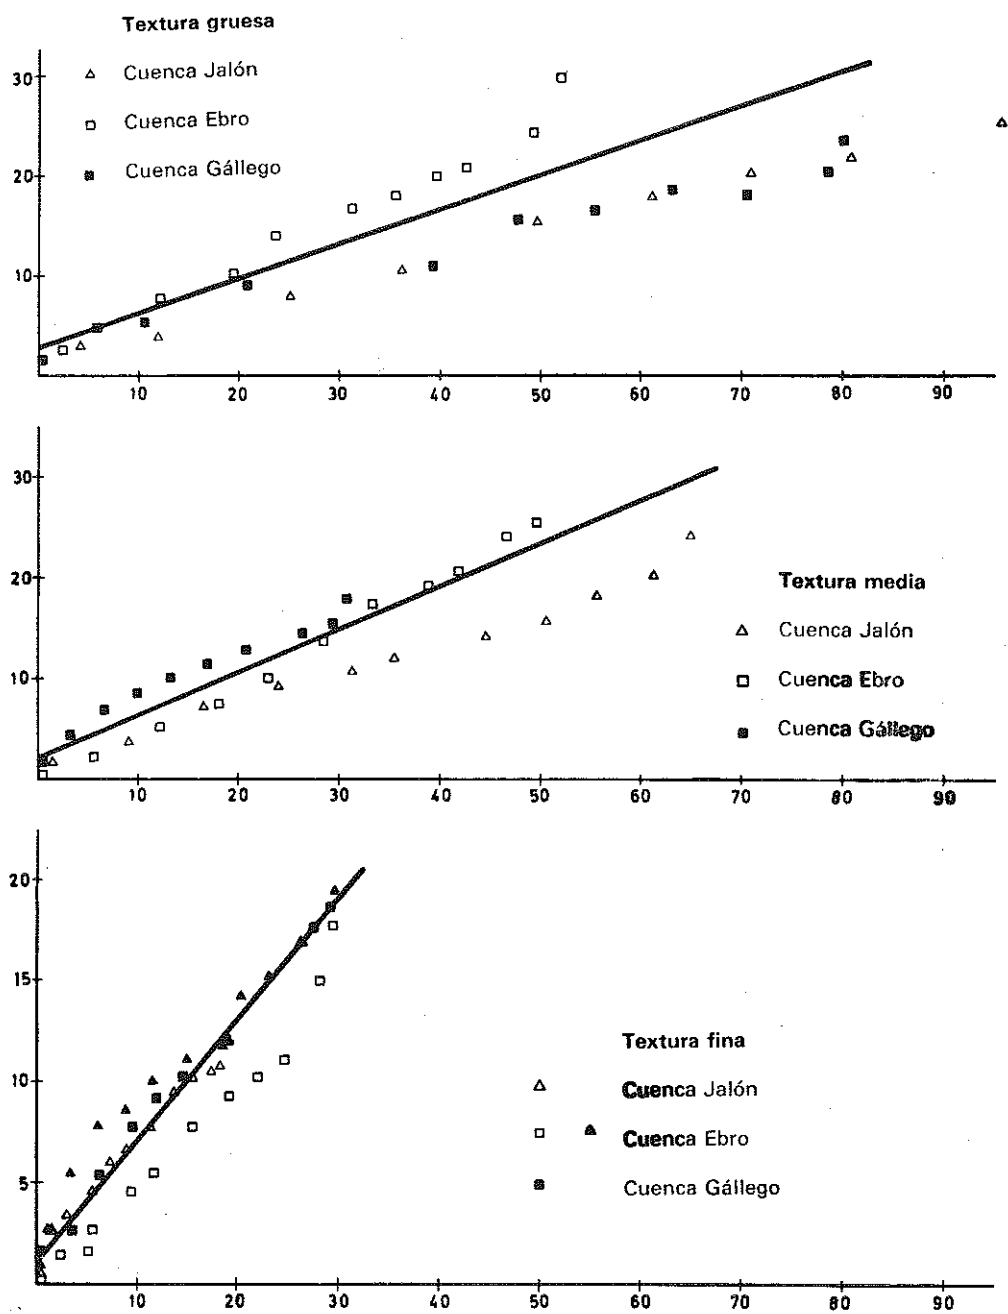 Textura gruesa
Cuenca Jalón
Cuenca Ebro
Cuenca Gállego
30
20
10
10 20 30 40 50 60 70 80 90
30
20
10
Textura media
Cuenca Jalón
Cuenca Ebro
Cuenca Gállego
10 20 30 40 50 60 70 80 90
20
15
10
5
Textura fina
Cuenca Jalón
Cuenca Ebro
Cuenca Gállego
10 20 30 40 50 60 70 80 90